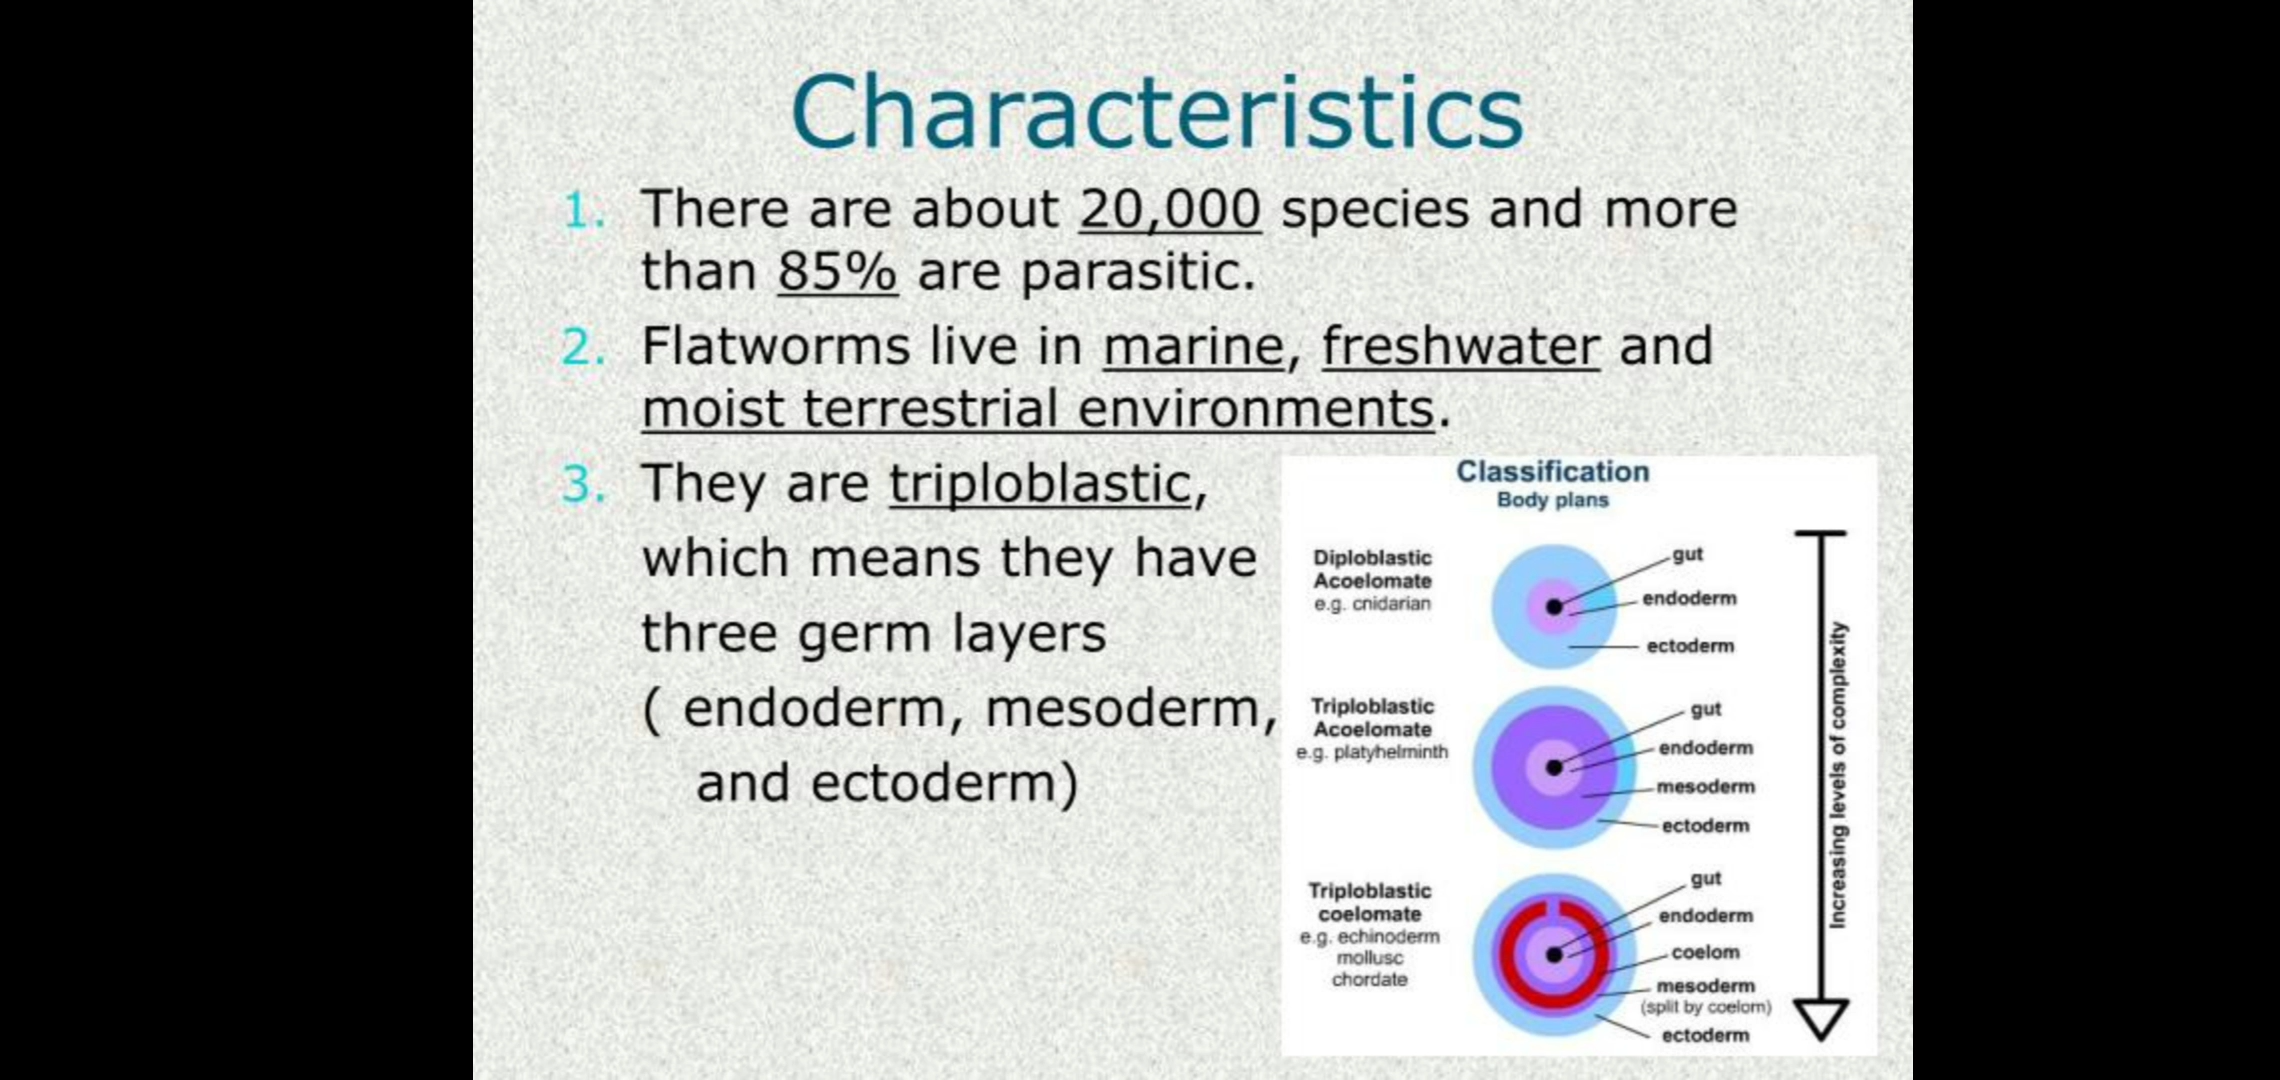 Characteristics
1. There are about 20,000 species and more
than 85% are parasitic.
2. Flatworms live in marine, freshwater and
moist terrestrial environments.
3. They are triploblastic,
which means they have
three germ layers
( endoderm, mesoderm,
and ectoderm)
Classification
Body plans
Diploblastic
Acoelomate
e.g. cnidarian
gut
endoderm
ectoderm
Triploblastic
Acoelomate
e.g. platyhelminth
gut
endoderm
mesoderm
ectoderm
Triploblastic
coelomate
e.g. echinoderm
mollusc
chordate
gut
endoderm
coelom
mesoderm
(split by coelom)
ectoderm
Increasing levels of complexity